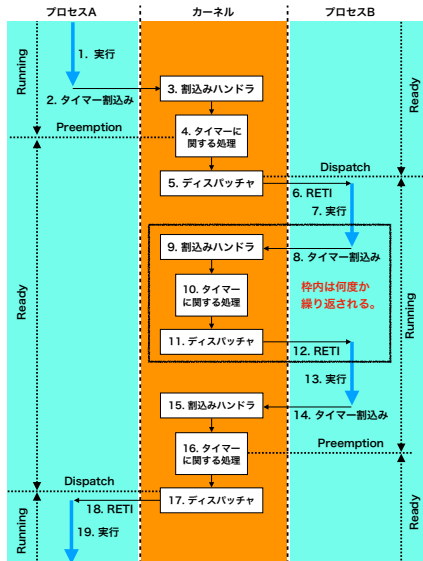 プロセスA
カーネル
プロセスB
Running
1. 実行
Ready
2. タイマー割込み
3. 割込みハンドラ
Preemption
4. タイマーに
関する処理
Dispatch
5. ディスパッチャ
6. RETI
7. 実行
Ready
9. 割込みハンドラ
8. タイマー割込み
10. タイマー
に関する処理
枠内は何度か
繰り返される。
Running
11. ディスパッチャ
12. RETI
13. 実行
15. 割込みハンドラ
14. タイマー割込み
16. タイマー
に関する処理
Preemption
Dispatch
17. ディスパッチャ
Ready
Running
18. RETI
19. 実行